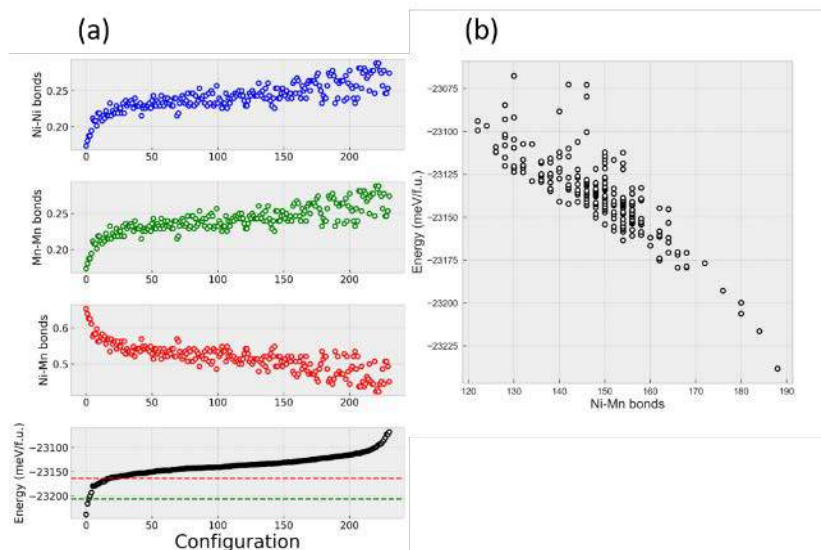 (a)
Ni-Ni bonds
0.25
0.20
0 50 100 150 200
Mn-Mn bonds
0.25
0.20
0 50 100 150 200
Ni-Mn bonds
0.6
0.5
0 50 100 150 200
Energy (meV/f.u.)
−23100
−23150
−23200
0 50 100 150 200
Configuration
(b)
Energy (meV/f.u.)
−23075
−23100
−23125
−23150
−23175
−23200
−23225
120 130 140 150 160 170 180 190
Ni-Mn bonds